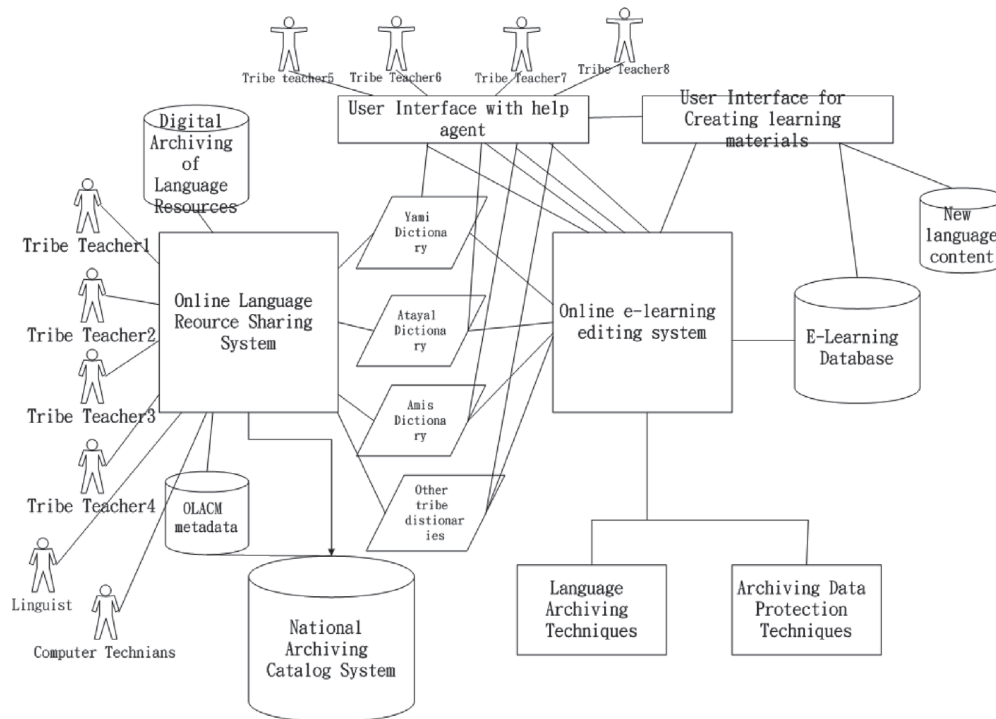 Tribe teacher5
Tribe Teacher6
Tribe Teacher7
Tribe Teacher8
User Interface with help
agent
User Interface for
Creating learning
materials
Digital
Archiving
of
Language
Resources
Tribe Teacher1
Tribe Teacher2
Tribe Teacher3
Tribe Teacher4
Linguist
Computer Technians
Online Language
Reource Sharing
System
Yami
Dictiona
ry
Atayal
Dictiona
ry
Amis
Dictiona
ry
Other
tribe
distionar
ies
Online e-learning
editing system
New
language
content
E-Learning
Database
OLACM
metadata
National
Archiving
Catalog System
Language
Archiving
Techniques
Archiving Data
Protection
Techniques